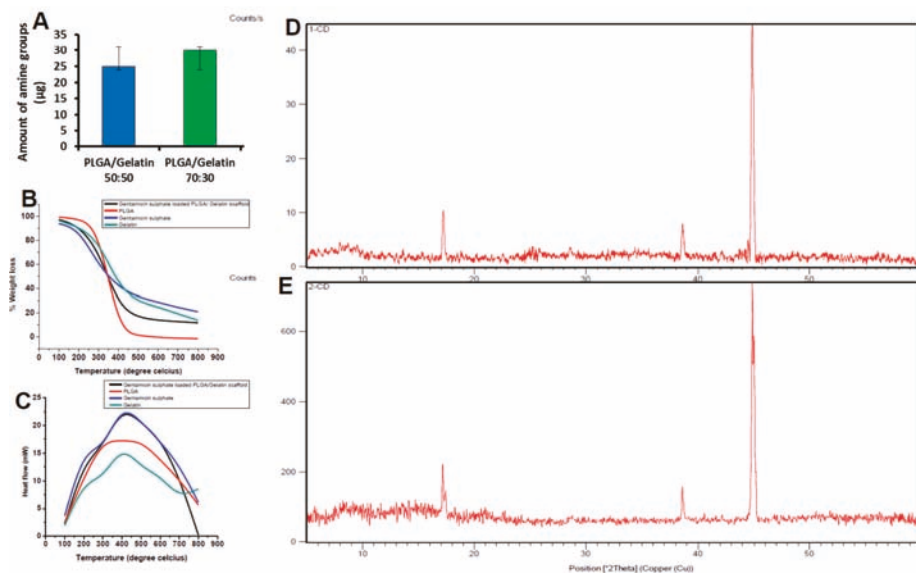 A
Amount of amine groups
(µg)
35
30
25
20
15
10
5
0
PLGA/Gelatin
50:50
PLGA/Gelatin
70:30
B
Gentamicin sulphate loaded PLGA/Gelatin scaffold
PLGA
Gentamicin sulphate
Gelatin
% Weight loss
100
80
60
40
20
0
0 100 200 300 400 500 600 700 800 900
Temperature (degree celcius)
C
Gentamicin sulphate loaded PLGA/Gelatin scaffold
PLGA
Gentamicin sulphate
Gelatin
Heat flow (mW)
25
20
15
10
5
0
0 100 200 300 400 500 600 700 800 900
Temperature (degree celcius)
Counts/s
D
1-CD
40
30
20
10
0
10 20 30 40 50
Counts
E
2-CD
600
400
200
0
10 20 30 40 50
Position [°2Theta] (Copper (Cu))